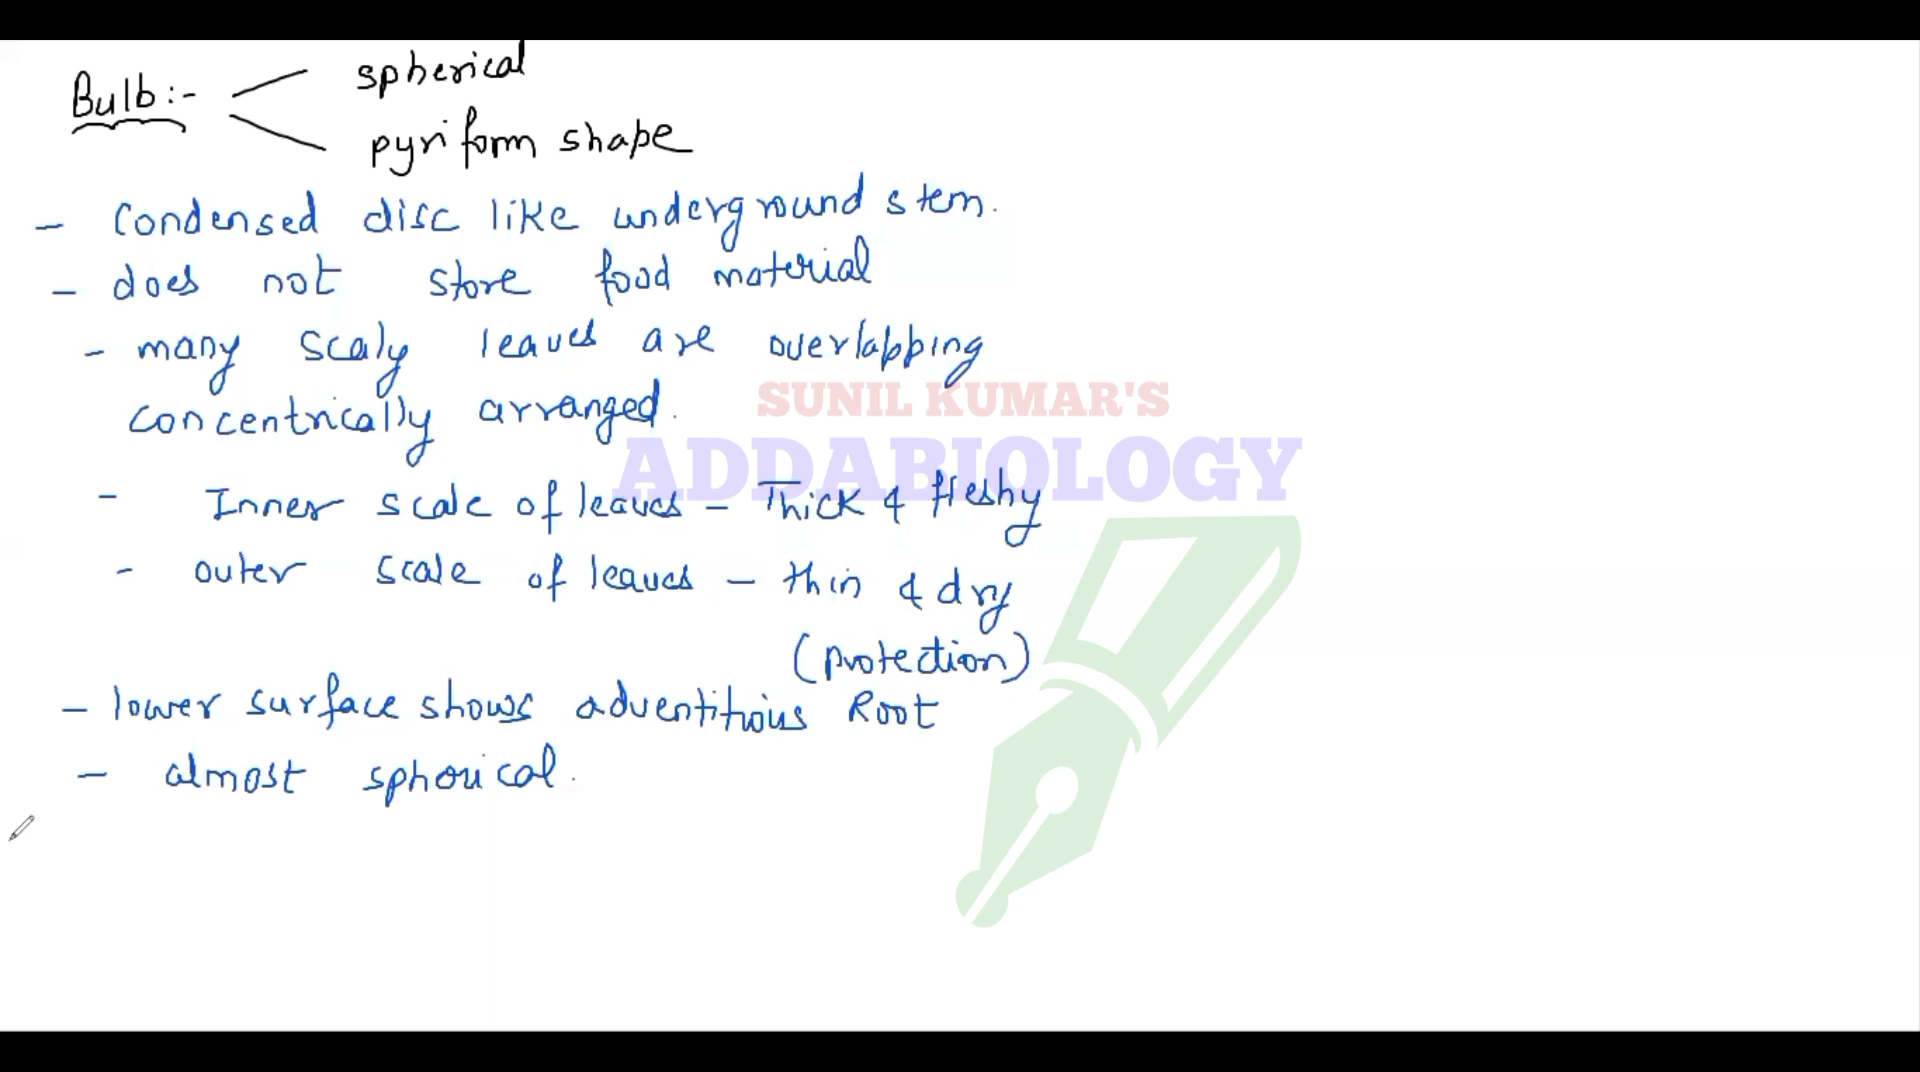 Bulb:- spherical
pyriform shape
- Condensed disc like underground stem.
- does not store food material
- many scaly leaves are overlapping
concentrically arranged.
SUNIL KUMAR'S
ADDABIOLOGY
- Inner scale of leaves - Thick & fleshy
- outer scale of leaves - thin & dry
(protection)
- lower surface shows adventitious Root
- almost spherical.